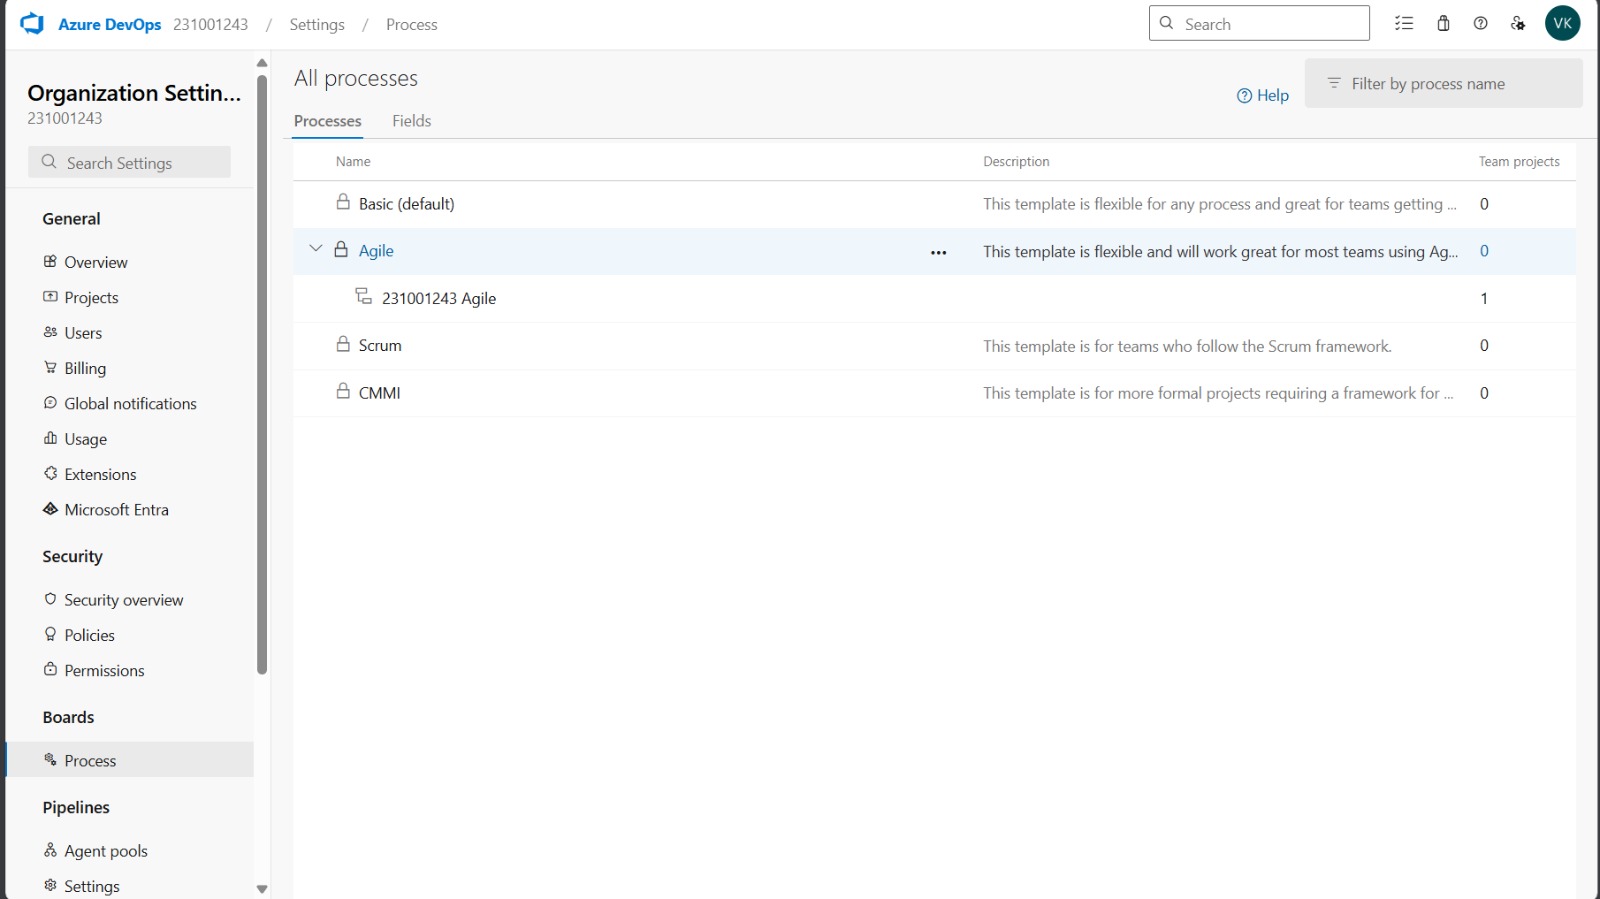 Azure DevOps 231001243 / Settings / Process
Search
VK
Organization Settin...
231001243
Search Settings
General
Overview
Projects
Users
Billing
Global notifications
Usage
Extensions
Microsoft Entra
Security
Security overview
Policies
Permissions
Boards
Process
Pipelines
Agent pools
Settings
All processes
Help
Filter by process name
Processes Fields
Name Description Team projects
Basic (default) This template is flexible for any process and great for teams getting ... 0
Agile ... This template is flexible and will work great for most teams using Ag... 0
231001243 Agile 1
Scrum This template is for teams who follow the Scrum framework. 0
CMMI This template is for more formal projects requiring a framework for ... 0